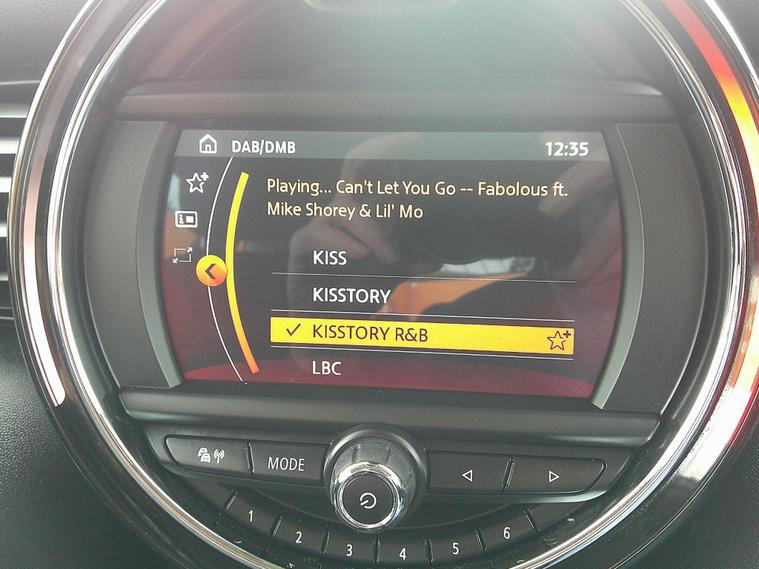 DAB/DMB 12:35
Playing... Can't Let You Go -- Fabolous ft.
Mike Shorey & Lil' Mo
KISS
KISSTORY
KISSTORY R&B
LBC
MODE
1 2 3 4 5 6